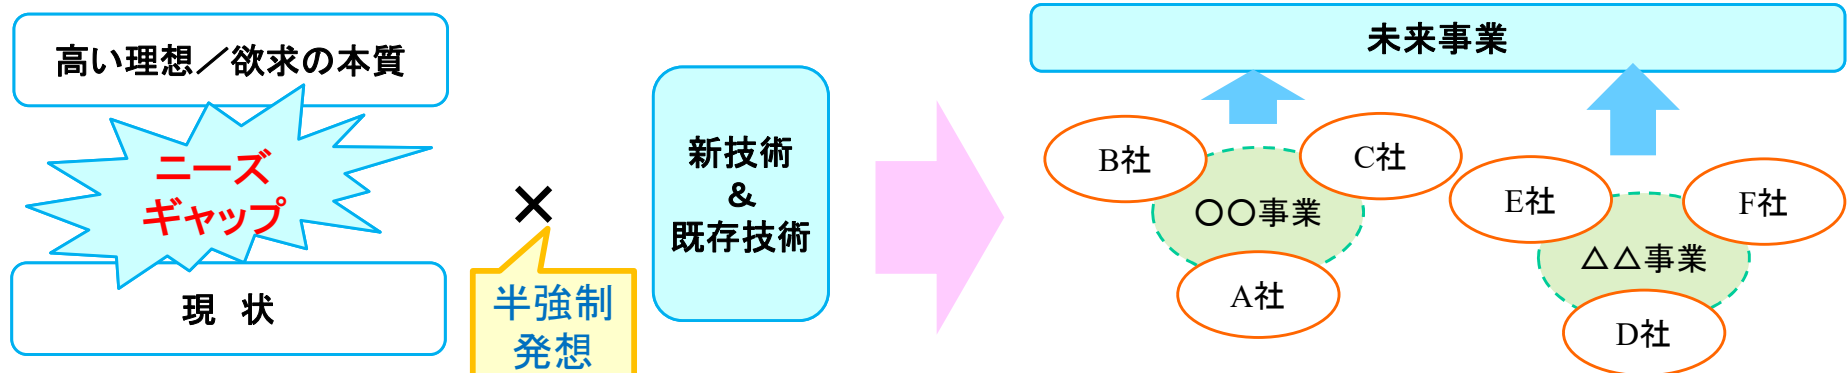 高い理想／欲求の本質
ニーズ
ギャップ
現　状
×
半強制
発想
新技術
&
既存技術
未来事業
B社
C社
〇〇事業
A社
E社
F社
△△事業
D社